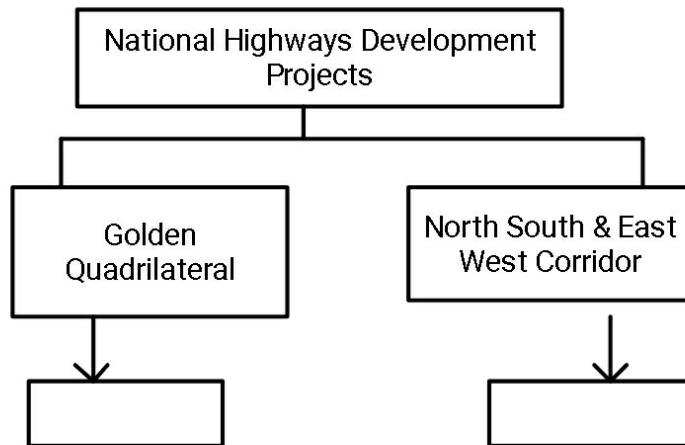 National Highways Development
Projects
Golden
Quadrilateral
North South & East
West Corridor